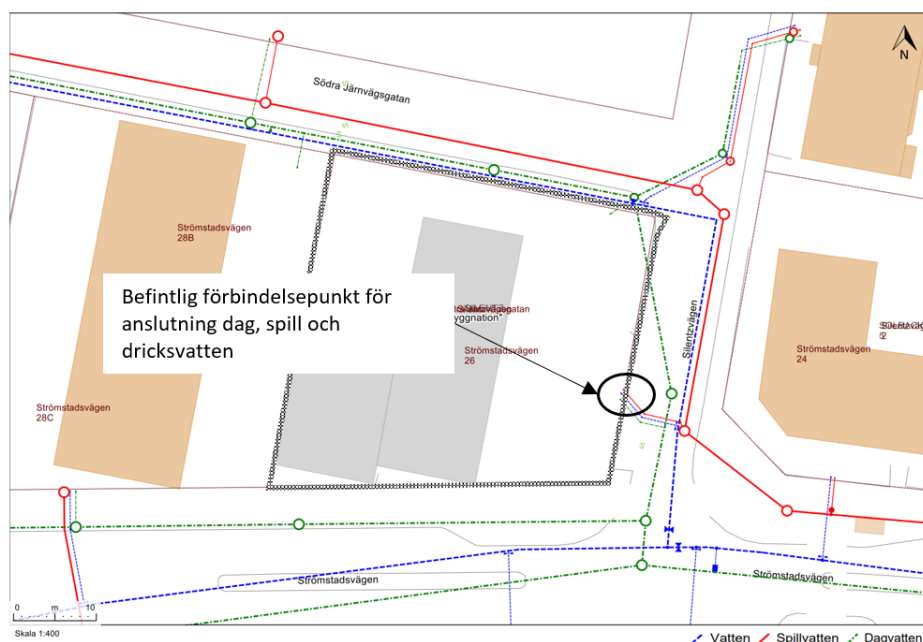 N
Södra Järnvägsgatan
S
S
Strömstadsvägen
28B
Befintlig förbindelsepunkt för
anslutning dag, spill och
dricksvatten
yggnation"
Strömstadsvägen
26
Silentzvägen
Strömstadsvägen
24
Strömstadsvägen
28C
S
Strömstadsvägen
Strömstadsvägen
0 m 10
Skala 1:400
Vatten Spillvatten Dagvatten